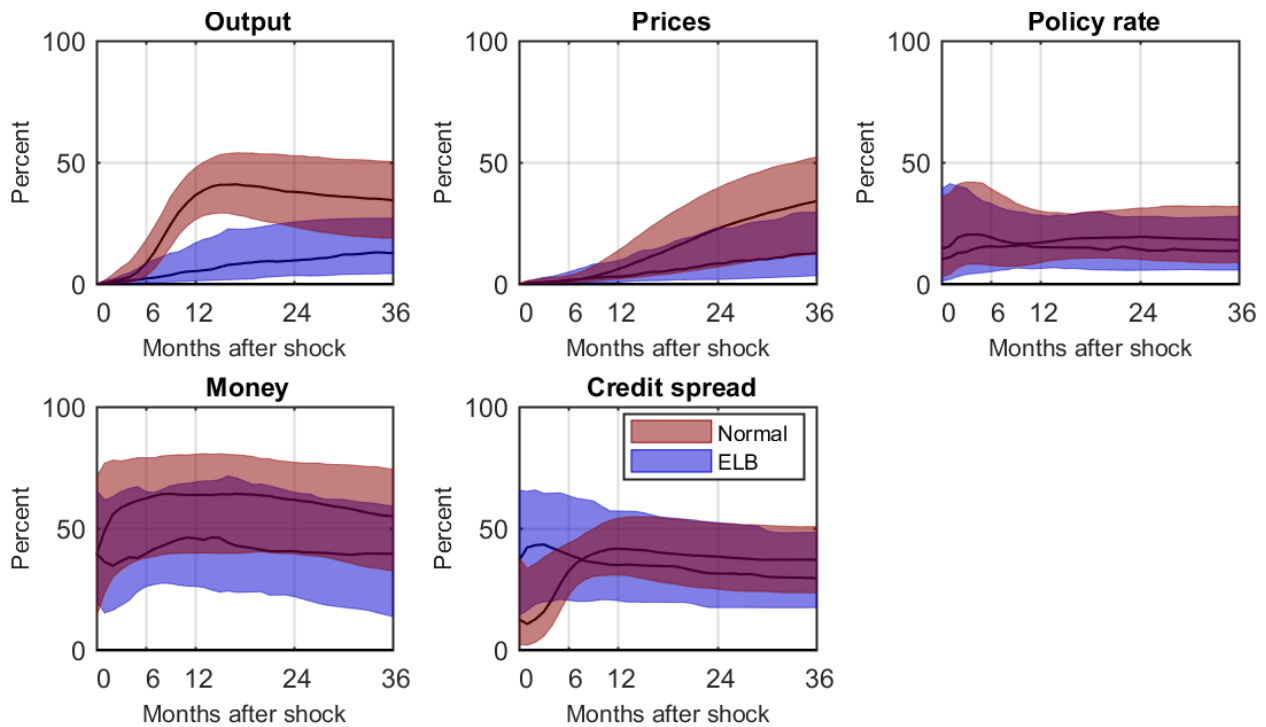 Output
Prices
Policy rate
100
50
0
Percent
0 6 12 24 36
Months after shock
100
50
0
Percent
0 6 12 24 36
Months after shock
100
50
0
Percent
0 6 12 24 36
Months after shock
Money
Credit spread
100
50
0
Percent
0 6 12 24 36
Months after shock
100
50
0
Percent
Normal
ELB
0 6 12 24 36
Months after shock